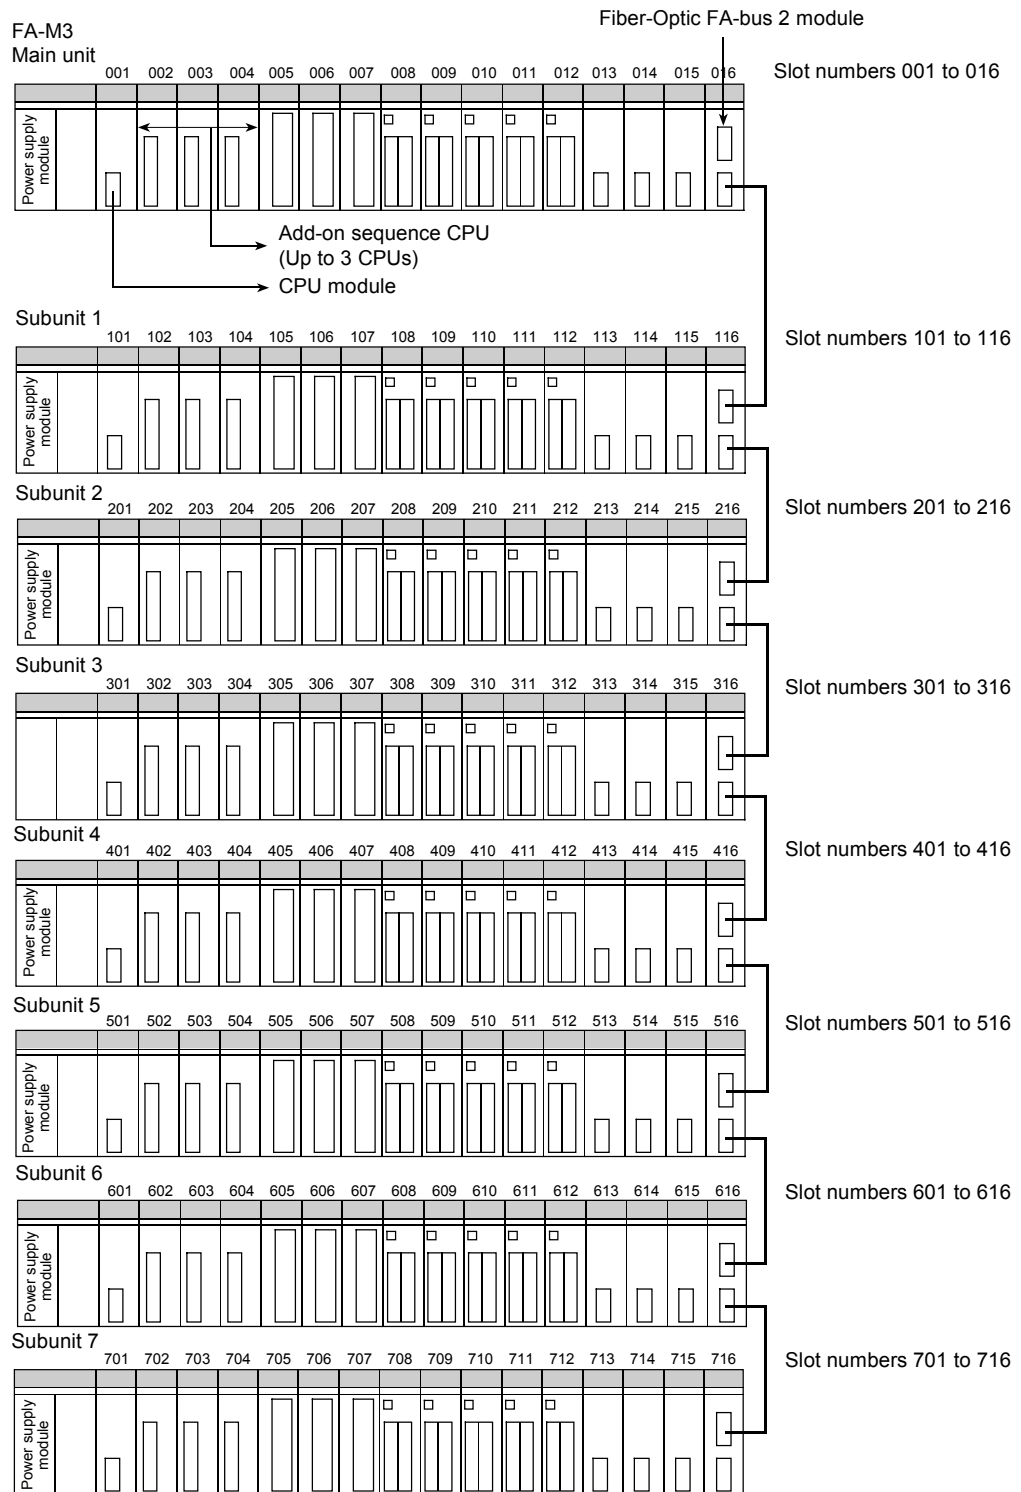 Fiber-Optic FA-bus 2 module
FA-M3
Main unit
001 002 003 004 005 006 007 008 009 010 011 012 013 014 015 016
Slot numbers 001 to 016
Power supply
module
Add-on sequence CPU
(Up to 3 CPUs)
CPU module
Subunit 1
101 102 103 104 105 106 107 108 109 110 111 112 113 114 115 116
Slot numbers 101 to 116
Power supply
module
Subunit 2
201 202 203 204 205 206 207 208 209 210 211 212 213 214 215 216
Slot numbers 201 to 216
Power supply
module
Subunit 3
301 302 303 304 305 306 307 308 309 310 311 312 313 314 315 316
Slot numbers 301 to 316
Subunit 4
401 402 403 404 405 406 407 408 409 410 411 412 413 414 415 416
Slot numbers 401 to 416
Power supply
module
Subunit 5
501 502 503 504 505 506 507 508 509 510 511 512 513 514 515 516
Slot numbers 501 to 516
Power supply
module
Subunit 6
601 602 603 604 605 606 607 608 609 610 611 612 613 614 615 616
Slot numbers 601 to 616
Power supply
module
Subunit 7
701 702 703 704 705 706 707 708 709 710 711 712 713 714 715 716
Slot numbers 701 to 716
Power supply
module